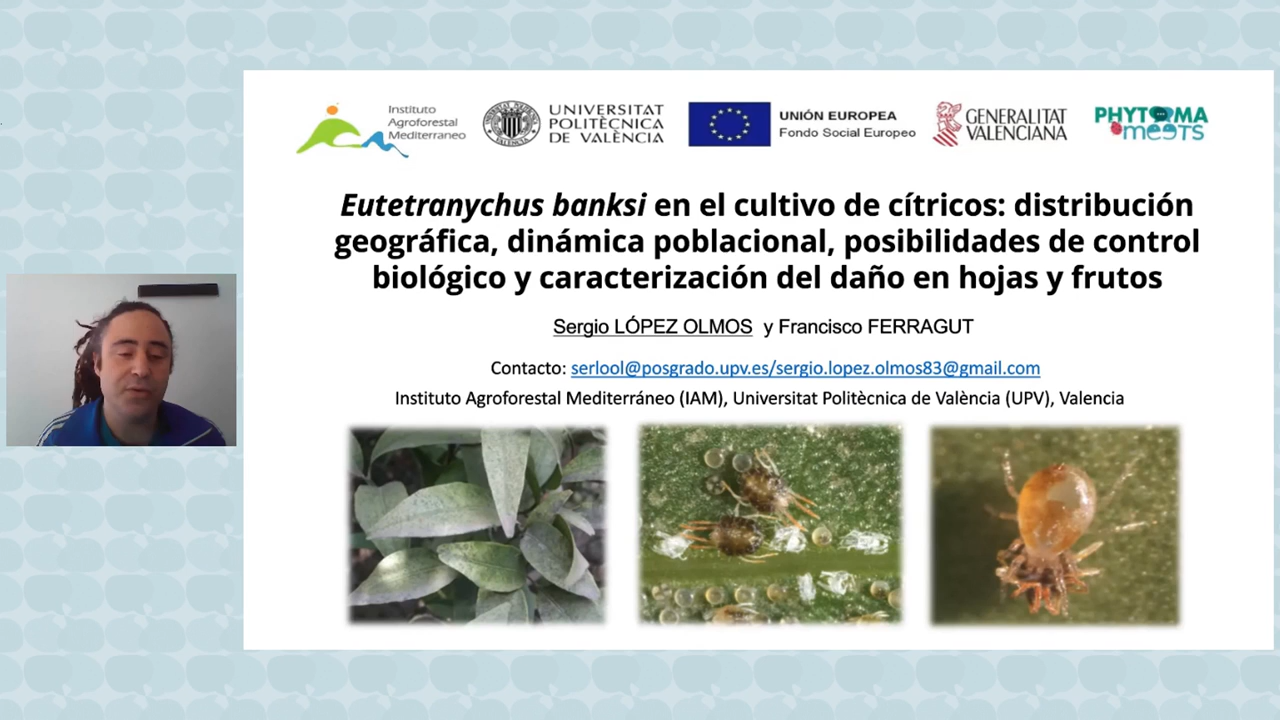 Instituto
Agroforestal
Mediterraneo
UNIVERSITAT
POLITÈCNICA
DE VALÈNCIA
UNIÓN EUROPEA
Fondo Social Europeo
GENERALITAT
VALENCIANA
PHYTOMA
meets
Eutetranychus banksi en el cultivo de cítricos: distribución
geográfica, dinámica poblacional, posibilidades de control
biológico y caracterización del daño en hojas y frutos
Sergio LÓPEZ OLMOS y Francisco FERRAGUT
Contacto: serlool@posgrado.upv.es/sergio.lopez.olmos83@gmail.com
Instituto Agroforestal Mediterráneo (IAM), Universitat Politècnica de València (UPV), Valencia